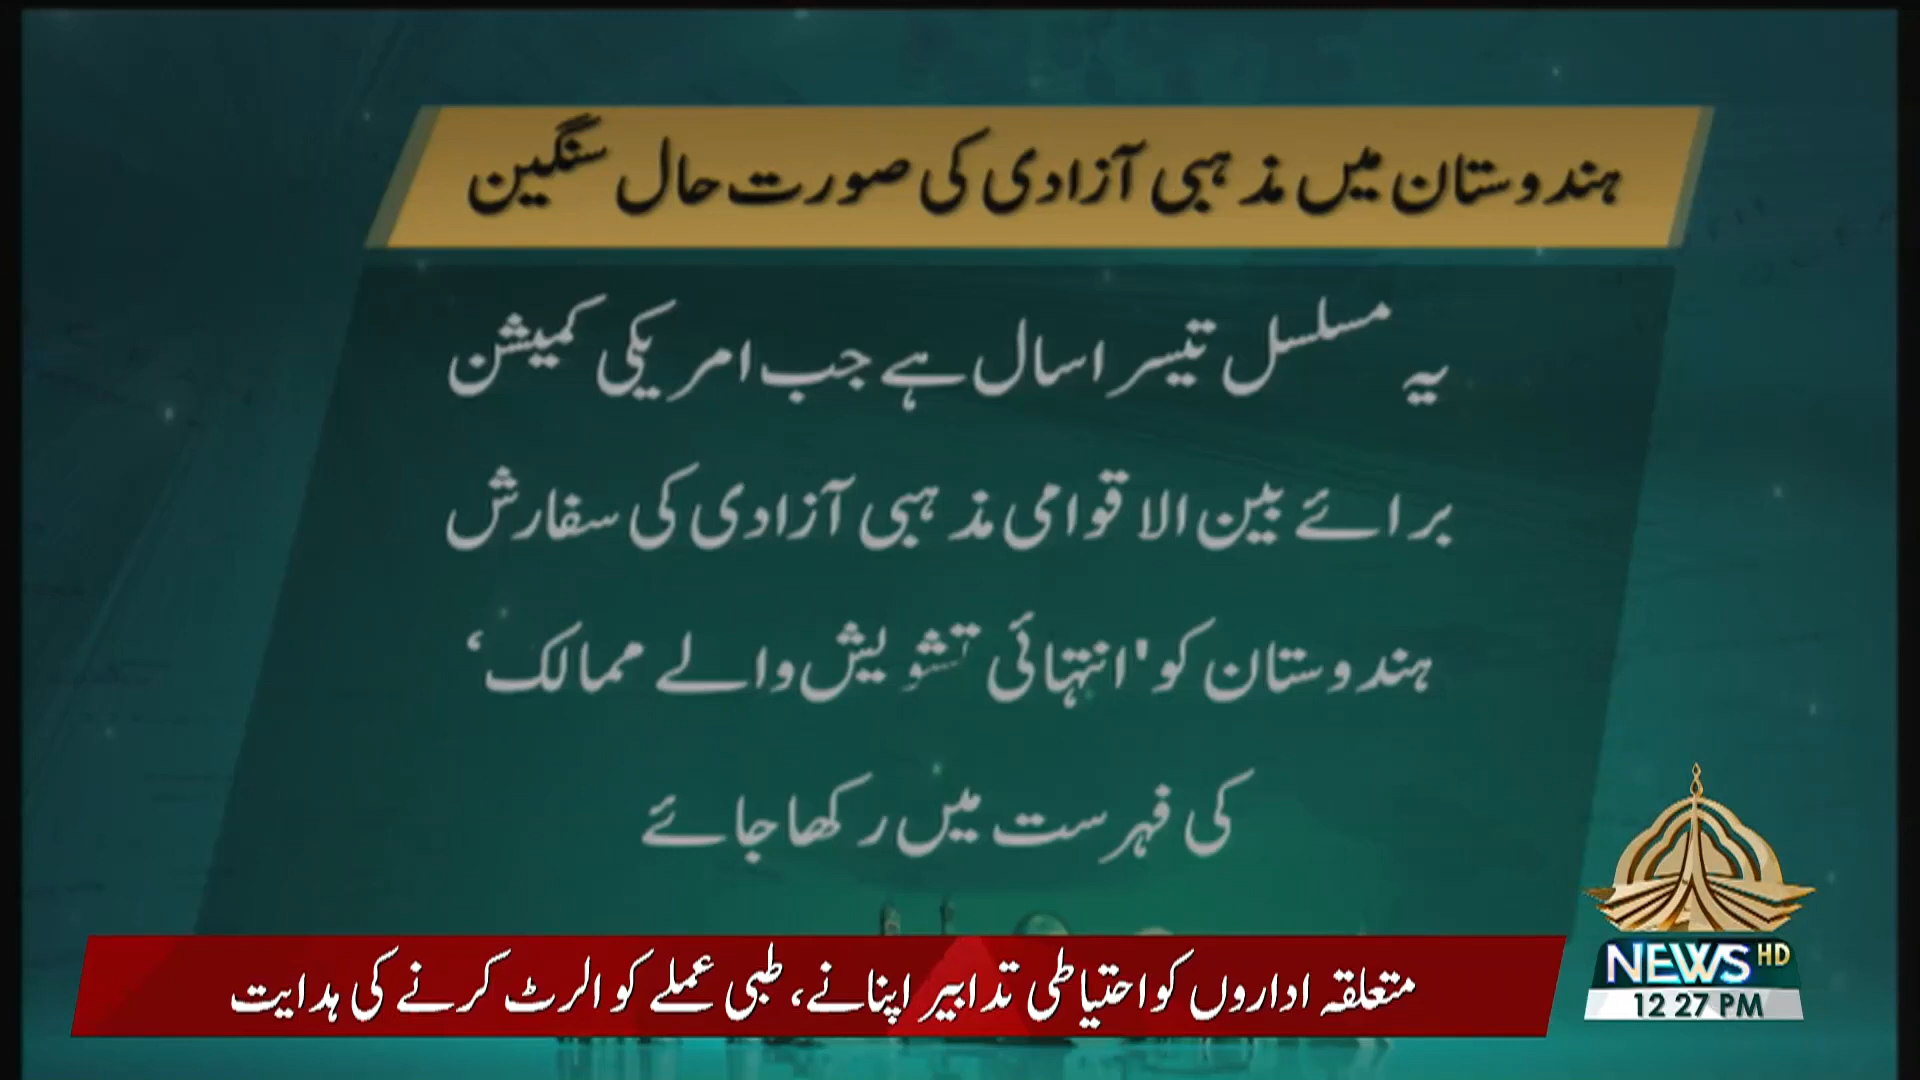 ہندوستان میں مذہبی آزادی کی صورت حال سنگین
یہ مسلسل تیسرا سال ہے جب امریکی کمیشن
برائے بین الاقوامی مذہبی آزادی کی سفارش
ہندوستان کو 'انتہائی تشویش والے ممالک‘
کی فہرست میں رکھا جائے
متعلقہ اداروں کو احتیاطی تدابیر اپنانے، طبی عملے کو الرٹ کرنے کی ہدایت
NEWS HD
12 27 PM